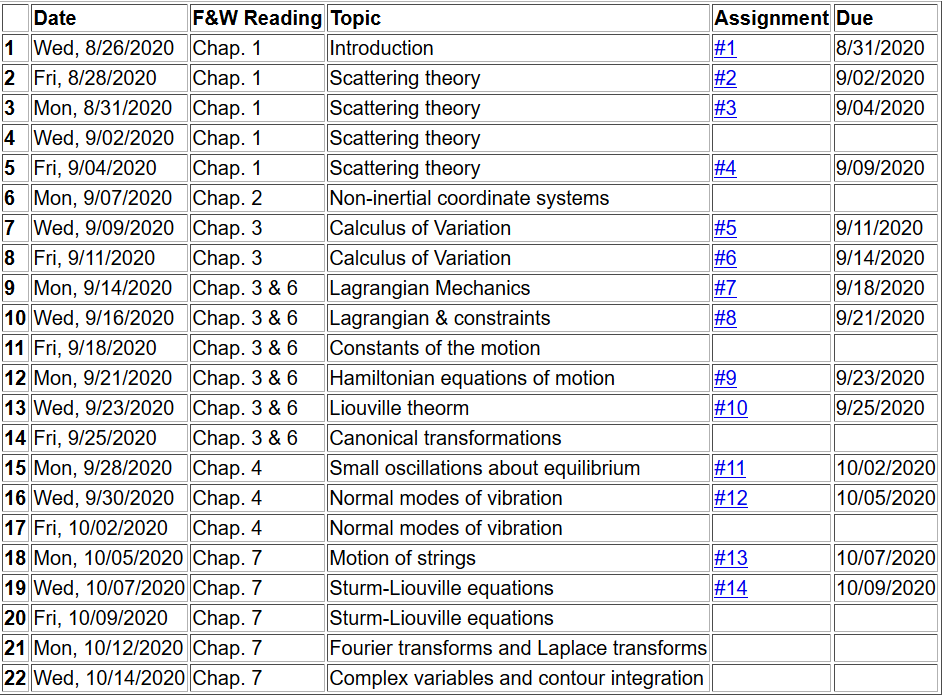 Date F&W Reading Topic Assignment Due
1 Wed, 8/26/2020 Chap. 1 Introduction #1 8/31/2020
2 Fri, 8/28/2020 Chap. 1 Scattering theory #2 9/02/2020
3 Mon, 8/31/2020 Chap. 1 Scattering theory #3 9/04/2020
4 Wed, 9/02/2020 Chap. 1 Scattering theory
5 Fri, 9/04/2020 Chap. 1 Scattering theory #4 9/09/2020
6 Mon, 9/07/2020 Chap. 2 Non-inertial coordinate systems
7 Wed, 9/09/2020 Chap. 3 Calculus of Variation #5 9/11/2020
8 Fri, 9/11/2020 Chap. 3 Calculus of Variation #6 9/14/2020
9 Mon, 9/14/2020 Chap. 3 & 6 Lagrangian Mechanics #7 9/18/2020
10 Wed, 9/16/2020 Chap. 3 & 6 Lagrangian & constraints #8 9/21/2020
11 Fri, 9/18/2020 Chap. 3 & 6 Constants of the motion
12 Mon, 9/21/2020 Chap. 3 & 6 Hamiltonian equations of motion #9 9/23/2020
13 Wed, 9/23/2020 Chap. 3 & 6 Liouville theorm #10 9/25/2020
14 Fri, 9/25/2020 Chap. 3 & 6 Canonical transformations
15 Mon, 9/28/2020 Chap. 4 Small oscillations about equilibrium #11 10/02/2020
16 Wed, 9/30/2020 Chap. 4 Normal modes of vibration #12 10/05/2020
17 Fri, 10/02/2020 Chap. 4 Normal modes of vibration
18 Mon, 10/05/2020 Chap. 7 Motion of strings #13 10/07/2020
19 Wed, 10/07/2020 Chap. 7 Sturm-Liouville equations #14 10/09/2020
20 Fri, 10/09/2020 Chap. 7 Sturm-Liouville equations
21 Mon, 10/12/2020 Chap. 7 Fourier transforms and Laplace transforms
22 Wed, 10/14/2020 Chap. 7 Complex variables and contour integration